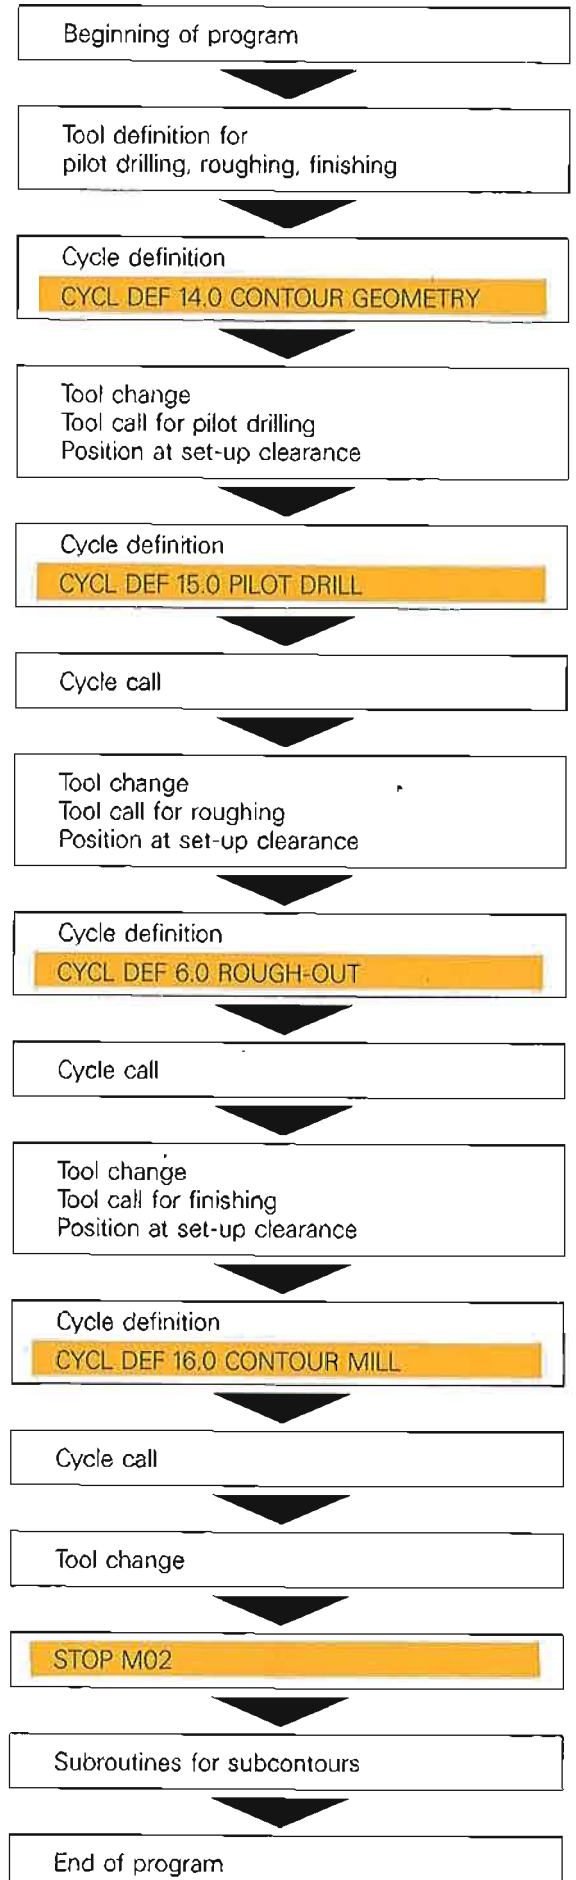 Beginning of program
Tool definition for
pilot drilling, roughing, finishing
Cycle definition
CYCL DEF 14.0 CONTOUR GEOMETRY
Tool change
Tool call for pilot drilling
Position at set-up clearance
Cycle definition
CYCL DEF 15.0 PILOT DRILL
Cycle call
Tool change
Tool call for roughing
Position at set-up clearance
Cycle definition
CYCL DEF 6.0 ROUGH-OUT
Cycle call
Tool change
Tool call for finishing
Position at set-up clearance
Cycle definition
CYCL DEF 16.0 CONTOUR MILL
Cycle call
Tool change
STOP M02
Subroutines for subcontours
End of program